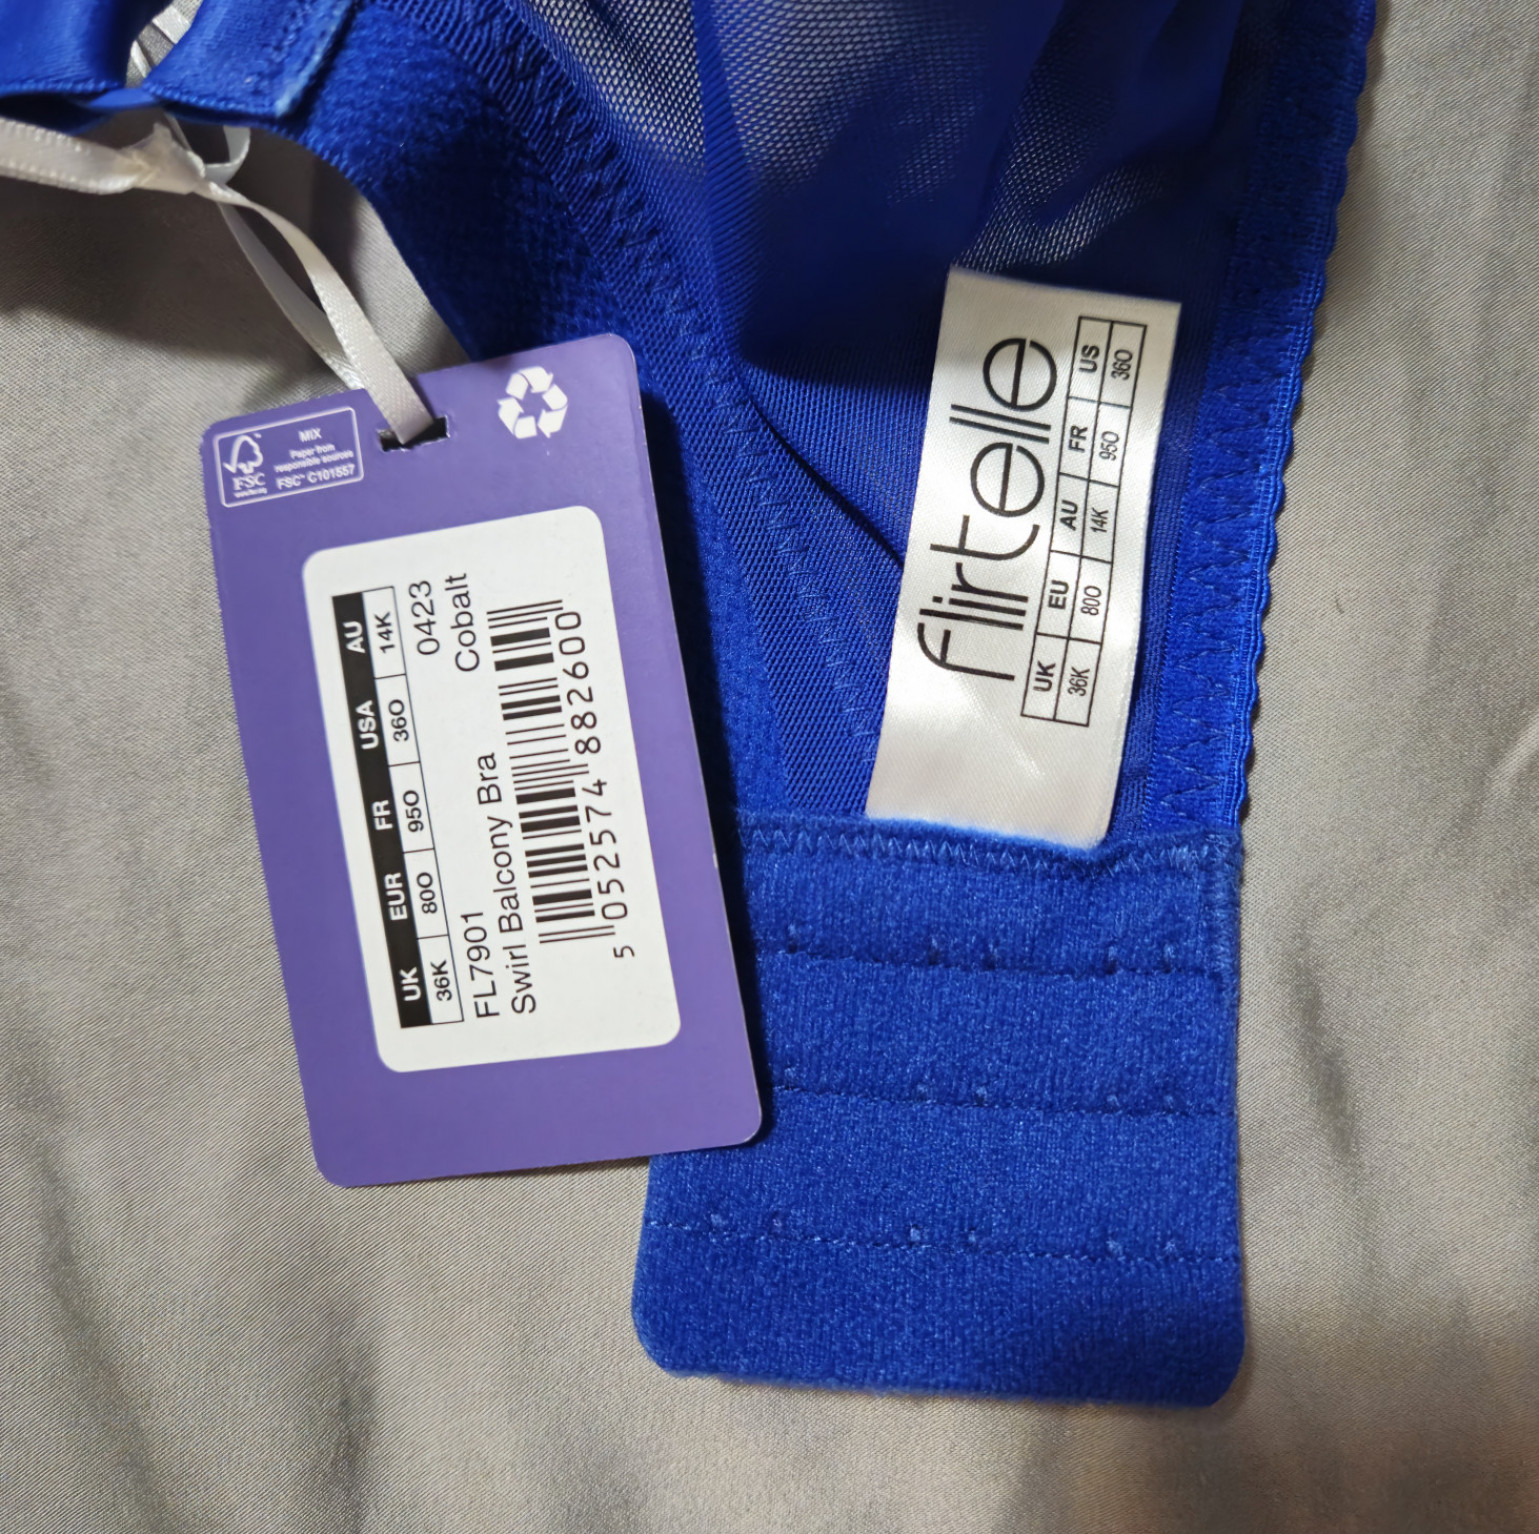 MIX
Paper from
responsible sources
FSC™ C101557
FSC
UK EUR FR USA AU
36K 80O 95O 36O 14K
FL7901 0423
Swirl Balcony Bra Cobalt
5 052574 882600
flirtelle
UK EU FR AU US
36K 80O 95O 14K 36O